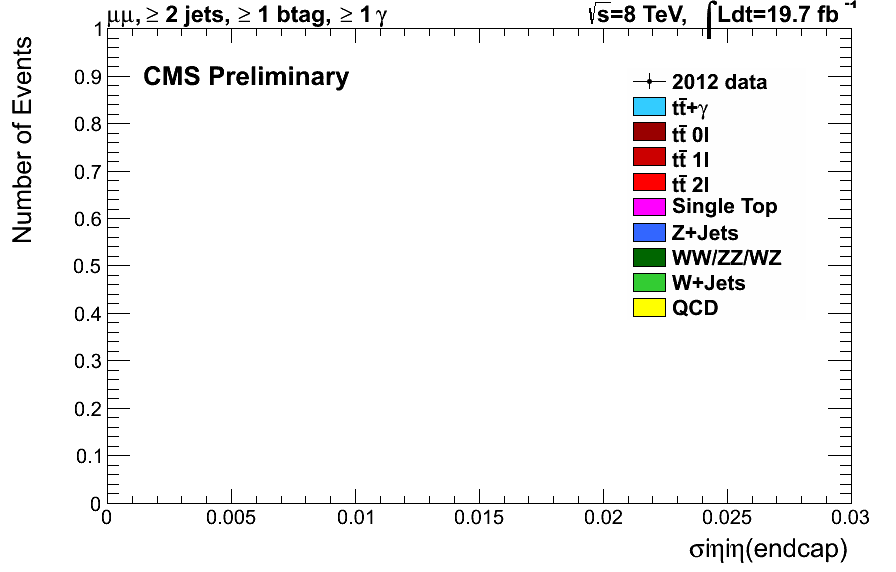 μμ, ≥ 2 jets, ≥ 1 btag, ≥ 1 γ
√s=8 TeV, ∫Ldt=19.7 fb⁻¹
CMS Preliminary
2012 data
tt̄+γ
tt̄ 0l
tt̄ 1l
tt̄ 2l
Single Top
Z+Jets
WW/ZZ/WZ
W+Jets
QCD
Number of Events
1
0.9
0.8
0.7
0.6
0.5
0.4
0.3
0.2
0.1
0
0 0.005 0.01 0.015 0.02 0.025 0.03
σiηiη(endcap)